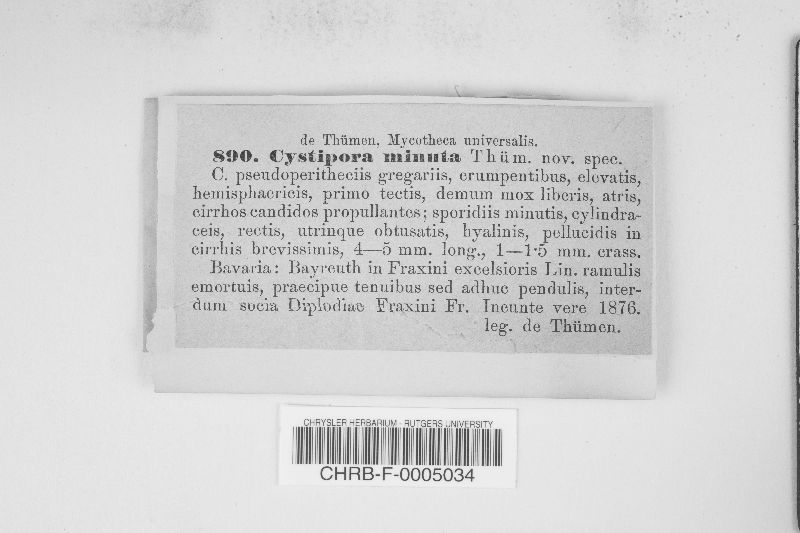 de Thümen, Mycotheca universalis.
890. Cystipora minuta Thüm. nov. spec.
C. pseudoperitheciis gregariis, erumpentibus, elevatis,
hemisphaericis, primo tectis, demum mox liberis, atris,
cirrhos candidos propullantes; sporidiis minutis, cylindra-
ceis, rectis, utrinque obtusatis, hyalinis, pellucidis in
cirrhis brevissimis, 4—5 mm. long., 1—1·5 mm. crass.
Bavaria: Bayreuth in Fraxini excelsioris Lin. ramulis
emortuis, praecipue tenuibus sed adhuc pendulis, inter-
dum socia Diplodiae Fraxini Fr. Ineunte vere 1876.
leg. de Thümen.
CHRYSLER HERBARIUM - RUTGERS UNIVERSITY
CHRB-F-0005034